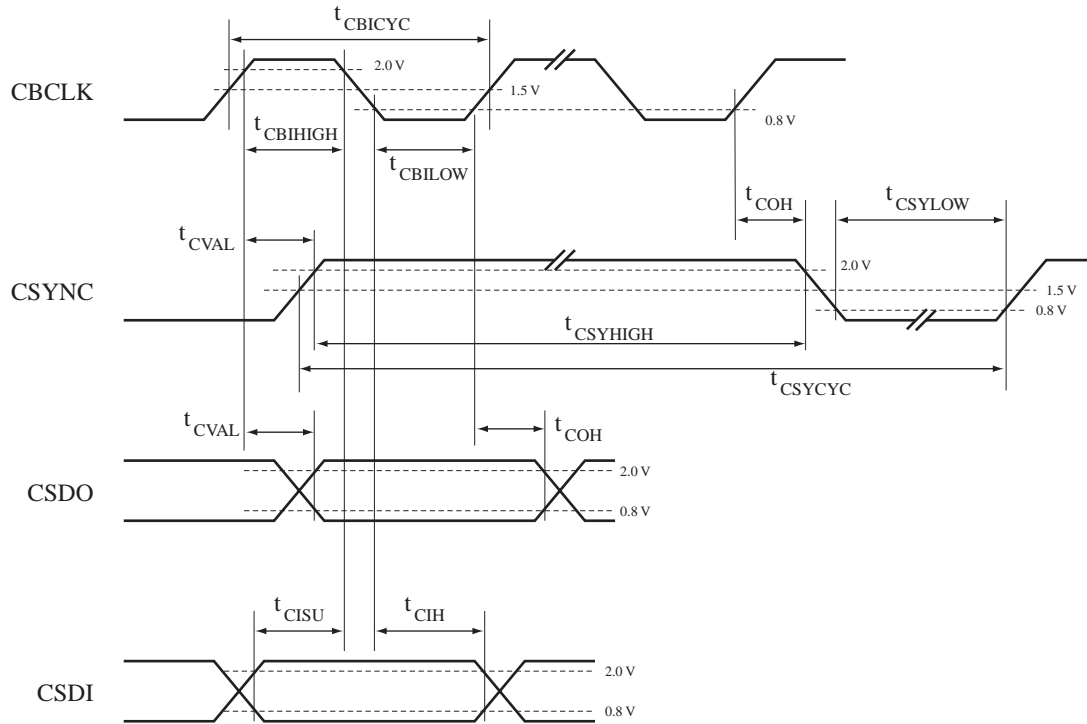 tCBICYC
2.0 V
CBCLK
1.5 V
0.8 V
tCBIHIGH
tCBILOW
tCOH
tCSYLOW
tCVAL
2.0 V
CSYNC
1.5 V
0.8 V
tCSYHIGH
tCSYCYC
tCVAL
tCOH
2.0 V
CSDO
0.8 V
tCISU
tCIH
2.0 V
CSDI
0.8 V